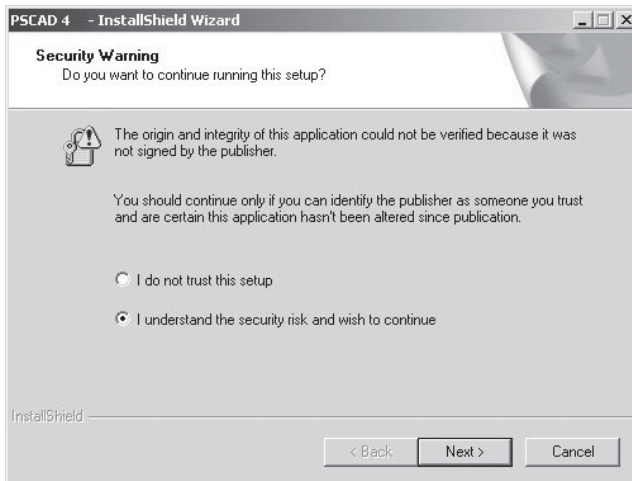 PSCAD 4 - InstallShield Wizard
Security Warning
Do you want to continue running this setup?
The origin and integrity of this application could not be verified because it was
not signed by the publisher.
You should continue only if you can identify the publisher as someone you trust
and are certain this application hasn't been altered since publication.
I do not trust this setup
I understand the security risk and wish to continue
InstallShield
< Back Next > Cancel